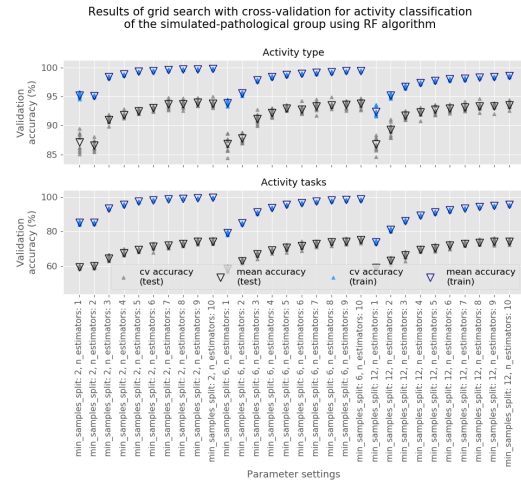 Results of grid search with cross-validation for activity classification
of the simulated-pathological group using RF algorithm
Activity type
Validation
accuracy (%)
100
95
90
85
Activity tasks
Validation
accuracy (%)
100
80
60
cv accuracy
(test)
mean accuracy
(test)
cv accuracy
(train)
mean accuracy
(train)
min_samples_split: 2, n_estimators: 1
min_samples_split: 2, n_estimators: 2
min_samples_split: 2, n_estimators: 3
min_samples_split: 2, n_estimators: 4
min_samples_split: 2, n_estimators: 5
min_samples_split: 2, n_estimators: 6
min_samples_split: 2, n_estimators: 7
min_samples_split: 2, n_estimators: 8
min_samples_split: 2, n_estimators: 9
min_samples_split: 2, n_estimators: 10
min_samples_split: 6, n_estimators: 1
min_samples_split: 6, n_estimators: 2
min_samples_split: 6, n_estimators: 3
min_samples_split: 6, n_estimators: 4
min_samples_split: 6, n_estimators: 5
min_samples_split: 6, n_estimators: 6
min_samples_split: 6, n_estimators: 7
min_samples_split: 6, n_estimators: 8
min_samples_split: 6, n_estimators: 9
min_samples_split: 6, n_estimators: 10
min_samples_split: 12, n_estimators: 1
min_samples_split: 12, n_estimators: 2
min_samples_split: 12, n_estimators: 3
min_samples_split: 12, n_estimators: 4
min_samples_split: 12, n_estimators: 5
min_samples_split: 12, n_estimators: 6
min_samples_split: 12, n_estimators: 7
min_samples_split: 12, n_estimators: 8
min_samples_split: 12, n_estimators: 9
min_samples_split: 12, n_estimators: 10
Parameter settings